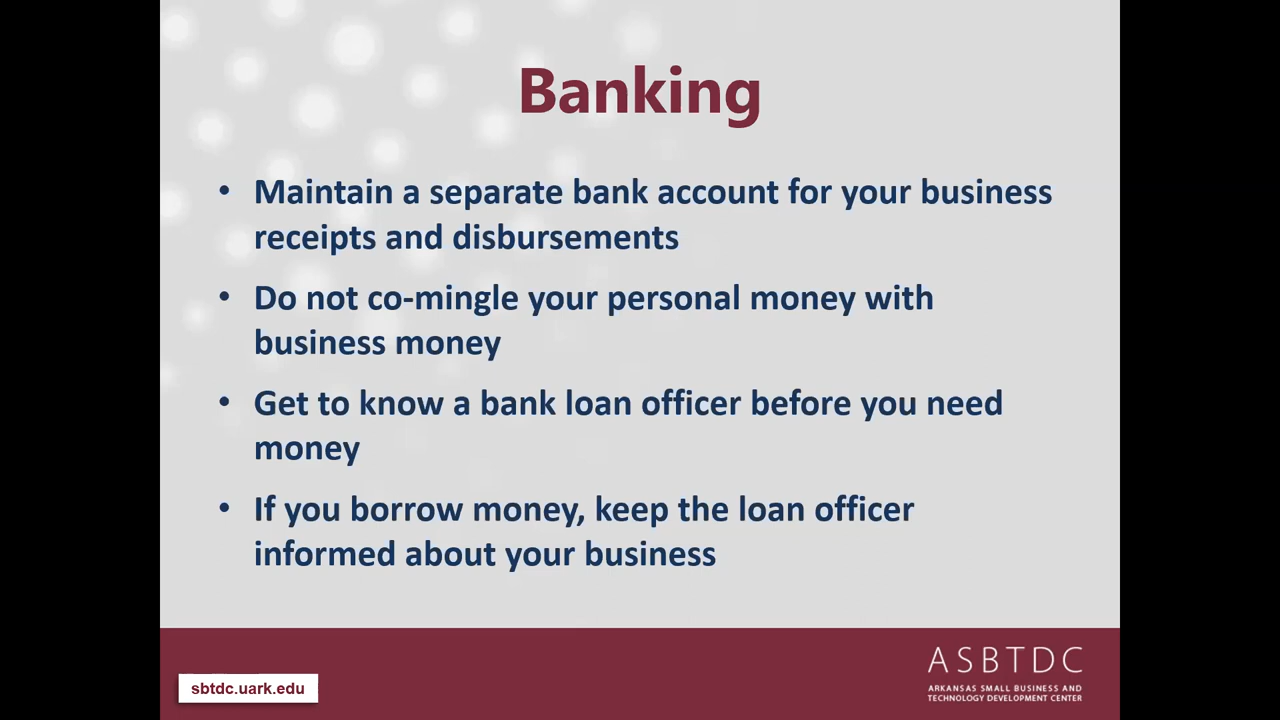 Banking
• Maintain a separate bank account for your business
receipts and disbursements
• Do not co-mingle your personal money with
business money
• Get to know a bank loan officer before you need
money
• If you borrow money, keep the loan officer
informed about your business
sbtdc.uark.edu
ASBTDC
ARKANSAS SMALL BUSINESS AND
TECHNOLOGY DEVELOPMENT CENTER